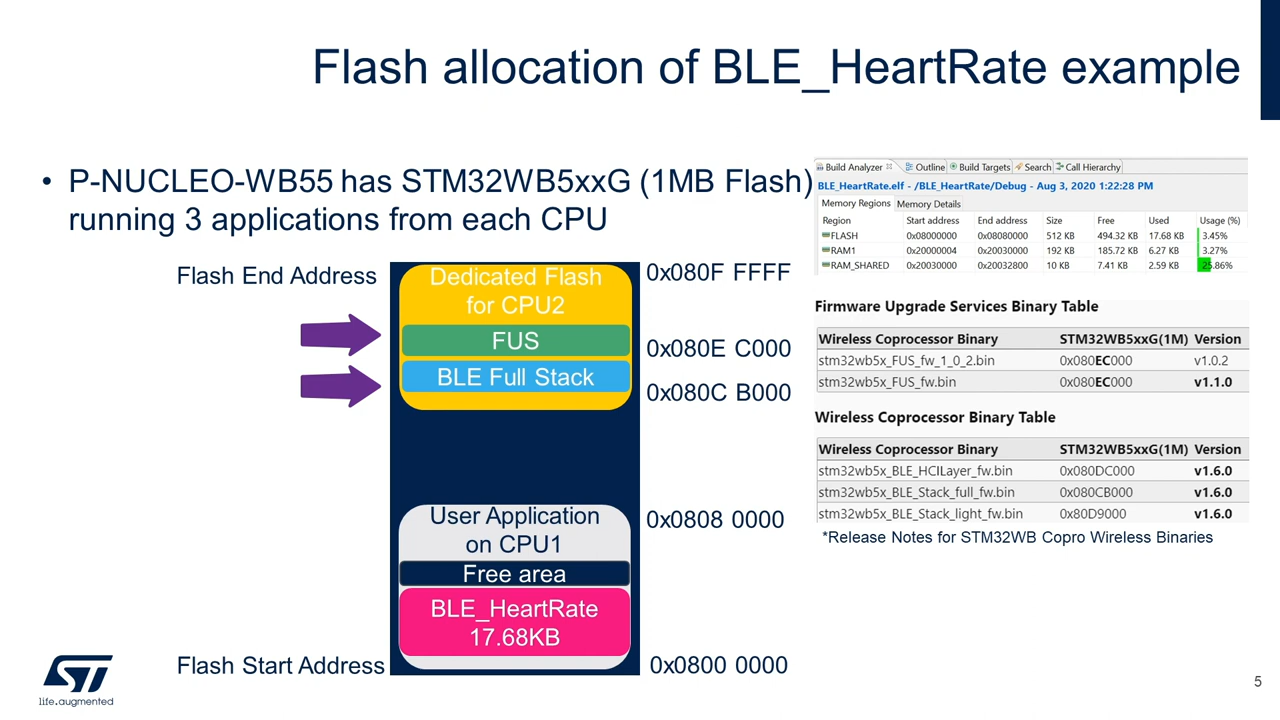 Flash allocation of BLE_HeartRate example
• P-NUCLEO-WB55 has STM32WB5xxG (1MB Flash)
running 3 applications from each CPU
Flash End Address
Dedicated Flash
for CPU2
FUS
BLE Full Stack
User Application
on CPU1
Free area
BLE_HeartRate
17.68KB
Flash Start Address
0x080F FFFF
0x080E C000
0x080C B000
0x0808 0000
0x0800 0000
Build Analyzer Outline Build Targets Search Call Hierarchy
BLE_HeartRate.elf - /BLE_HeartRate/Debug - Aug 3, 2020 1:22:28 PM
Memory Regions Memory Details
Region Start address End address Size Free Used Usage (%)
FLASH 0x08000000 0x08080000 512 KB 494.32 KB 17.68 KB 3.45%
RAM1 0x20000004 0x20030000 192 KB 185.72 KB 6.27 KB 3.27%
RAM_SHARED 0x20030000 0x20032800 10 KB 7.41 KB 2.59 KB 25.86%
Firmware Upgrade Services Binary Table
Wireless Coprocessor Binary STM32WB5xxG(1M) Version
stm32wb5x_FUS_fw_1_0_2.bin 0x080EC000 v1.0.2
stm32wb5x_FUS_fw.bin 0x080EC000 v1.1.0
Wireless Coprocessor Binary Table
Wireless Coprocessor Binary STM32WB5xxG(1M) Version
stm32wb5x_BLE_HCILayer_fw.bin 0x080DC000 v1.6.0
stm32wb5x_BLE_Stack_full_fw.bin 0x080CB000 v1.6.0
stm32wb5x_BLE_Stack_light_fw.bin 0x80D9000 v1.6.0
*Release Notes for STM32WB Copro Wireless Binaries
ST
life.augmented
5